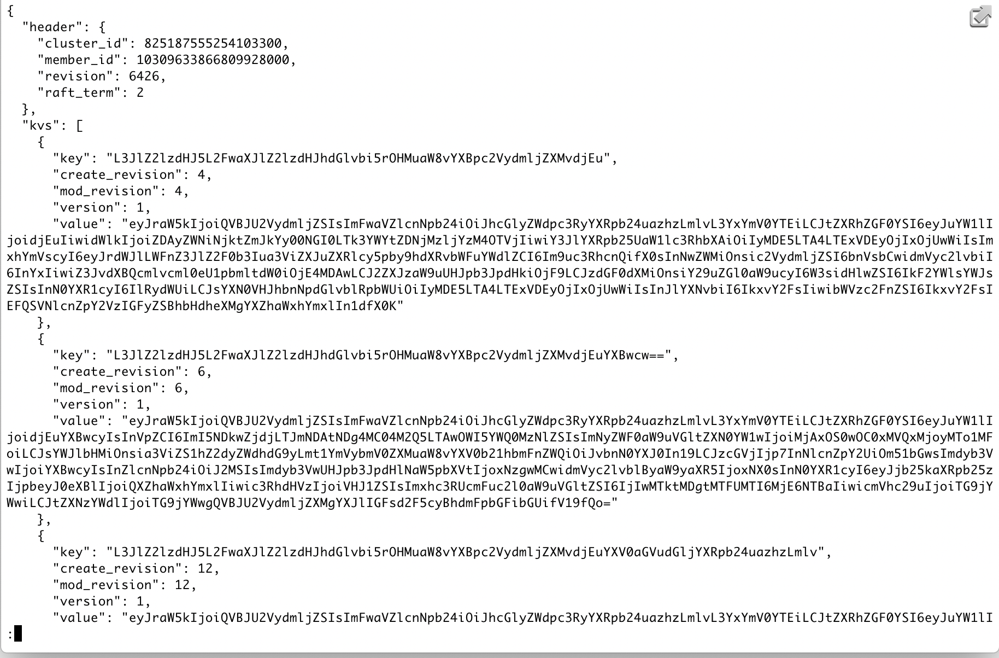 {
  "header": {
    "cluster_id": 825187555254103300,
    "member_id": 10309633866809928000,
    "revision": 6426,
    "raft_term": 2
  },
  "kvs": [
    {
      "key": "L3JlZ2lzdHJ5L2FwaXJlZ2lzdHJhdGlvbi5rOHMuaW8vYXBpc2VydmljZXMvdjEu",
      "create_revision": 4,
      "mod_revision": 4,
      "version": 1,
      "value": "eyJraW5kIjoiQVBJU2VydmljZSIsImFwaVZlcnNpb24iOiJhcGlyZWdpc3RyYXRpb24uazhzLmlvL3YxYmV0YTEiLCJtZXRhZGF0YSI6eyJuYW1lI
joidjEuIiwidWlkIjoiZDAyZWNiNjktZmJkYy00NGI0LTk3YWYtZDNjMzljYzM4OTVjIiwiY3JlYXRpb25UaW1lc3RhbXAiOiIyMDE5LTA4LTExVDEyOjIxOjUwWiIsIm
xhYmVscyI6eyJrdWJlLWFnZ3JlZ2F0b3Iua3ViZXJuZXRlcy5pby9hdXRvbWFuYWdlZCI6Im9uc3RhcnQifX0sInNwZWMiOnsic2VydmljZSI6bnVsbCwidmVyc2lvbiI
6InYxIiwiZ3JvdXBQcmlvcml0eU1pbmltdW0iOjE4MDAwLCJ2ZXJzaW9uUHJpb3JpdHkiOjF9LCJzdGF0dXMiOnsiY29uZGl0aW9ucyI6W3sidHlwZSI6IkF2YWlsYWJs
ZSIsInN0YXR1cyI6IlRydWUiLCJsYXN0VHJhbnNpdGlvblRpbWUiOiIyMDE5LTA4LTExVDEyOjIxOjUwWiIsInJlYXNvbiI6IkxvY2FsIiwibWVzc2FnZSI6IkxvY2FsI
EFQSVNlcnZpY2VzIGFyZSBhbHdheXMgYXZhaWxhYmxlIn1dfX0K"
    },
    {
      "key": "L3JlZ2lzdHJ5L2FwaXJlZ2lzdHJhdGlvbi5rOHMuaW8vYXBpc2VydmljZXMvdjEuYXBwcw==",
      "create_revision": 6,
      "mod_revision": 6,
      "version": 1,
      "value": "eyJraW5kIjoiQVBJU2VydmljZSIsImFwaVZlcnNpb24iOiJhcGlyZWdpc3RyYXRpb24uazhzLmlvL3YxYmV0YTEiLCJtZXRhZGF0YSI6eyJuYW1lI
joidjEuYXBwcyIsInVpZCI6ImI5NDkwZjdjLTJmNDAtNDg4MC04M2Q5LTAwOWI5YWQ0MzNlZSIsImNyZWF0aW9uVGltZXN0YW1wIjoiMjAxOS0wOC0xMVQxMjoyMTo1MF
oiLCJsYWJlbHMiOnsia3ViZS1hZ2dyZWdhdG9yLmt1YmVybmV0ZXMuaW8vYXV0b21hbmFnZWQiOiJvbnN0YXJ0In19LCJzcGVjIjp7InNlcnZpY2UiOm51bGwsImdyb3V
wIjoiYXBwcyIsInZlcnNpb24iOiJ2MSIsImdyb3VwUHJpb3JpdHlNaW5pbXVtIjoxNzgwMCwidmVyc2lvblByaW9yaXR5IjoxNX0sInN0YXR1cyI6eyJjb25kaXRpb25z
IjpbeyJ0eXBlIjoiQXZhaWxhYmxlIiwic3RhdHVzIjoiVHJ1ZSIsImxhc3RUcmFuc2l0aW9uVGltZSI6IjIwMTktMDgtMTFUMTI6MjE6NTBaIiwicmVhc29uIjoiTG9jY
WwiLCJtZXNzYWdlIjoiTG9jYWwgQVBJU2VydmljZXMgYXJlIGFsd2F5cyBhdmFpbGFibGUifV19fQo="
    },
    {
      "key": "L3JlZ2lzdHJ5L2FwaXJlZ2lzdHJhdGlvbi5rOHMuaW8vYXBpc2VydmljZXMvdjEuYXV0aGVudGljYXRpb24uazhzLmlv",
      "create_revision": 12,
      "mod_revision": 12,
      "version": 1,
      "value": "eyJraW5kIjoiQVBJU2VydmljZSIsImFwaVZlcnNpb24iOiJhcGlyZWdpc3RyYXRpb24uazhzLmlvL3YxYmV0YTEiLCJtZXRhZGF0YSI6eyJuYW1lI
: